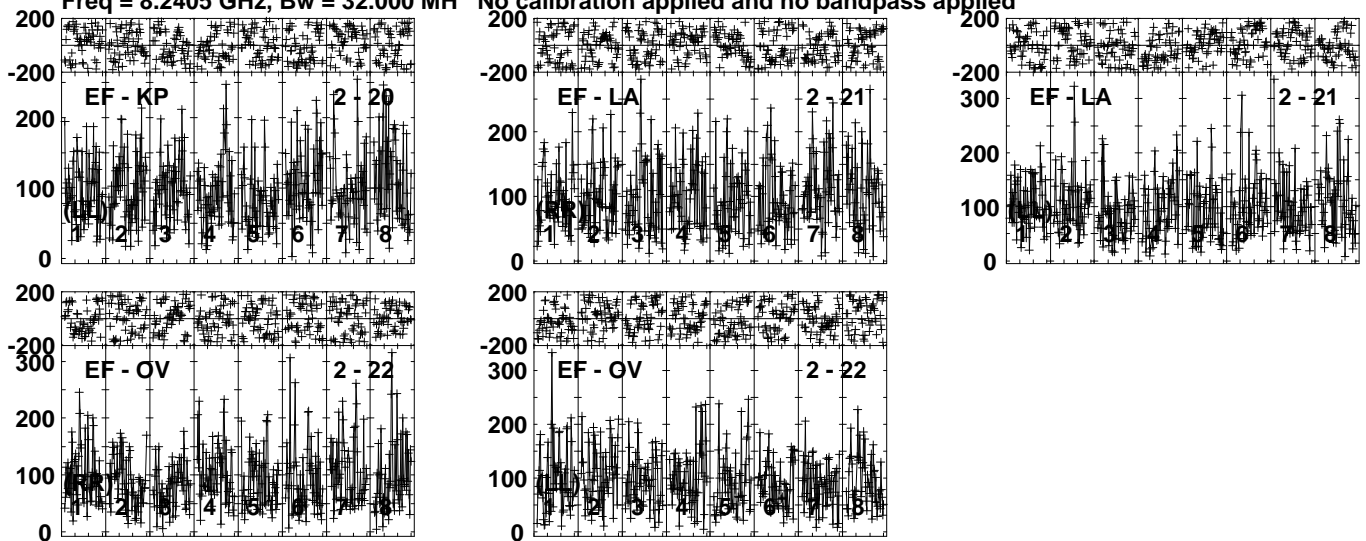 Freq = 8.2405 GHz, Bw = 32.000 MH No calibration applied and no bandpass applied
200
-200
EF - KP 2 - 20
200
100
0
(LL)
1 2 3 4 5 6 7 8
200
-200
EF - LA 2 - 21
200
100
0
(RR)
1 2 3 4 5 6 7 8
200
-200
300
EF - LA 2 - 21
200
100
0
(LL)
1 2 3 4 5 6 7 8
200
-200
300
EF - OV 2 - 22
200
100
0
(RR)
1 2 3 4 5 6 7 8
200
-200
300
EF - OV 2 - 22
200
100
0
(LL)
1 2 3 4 5 6 7 8